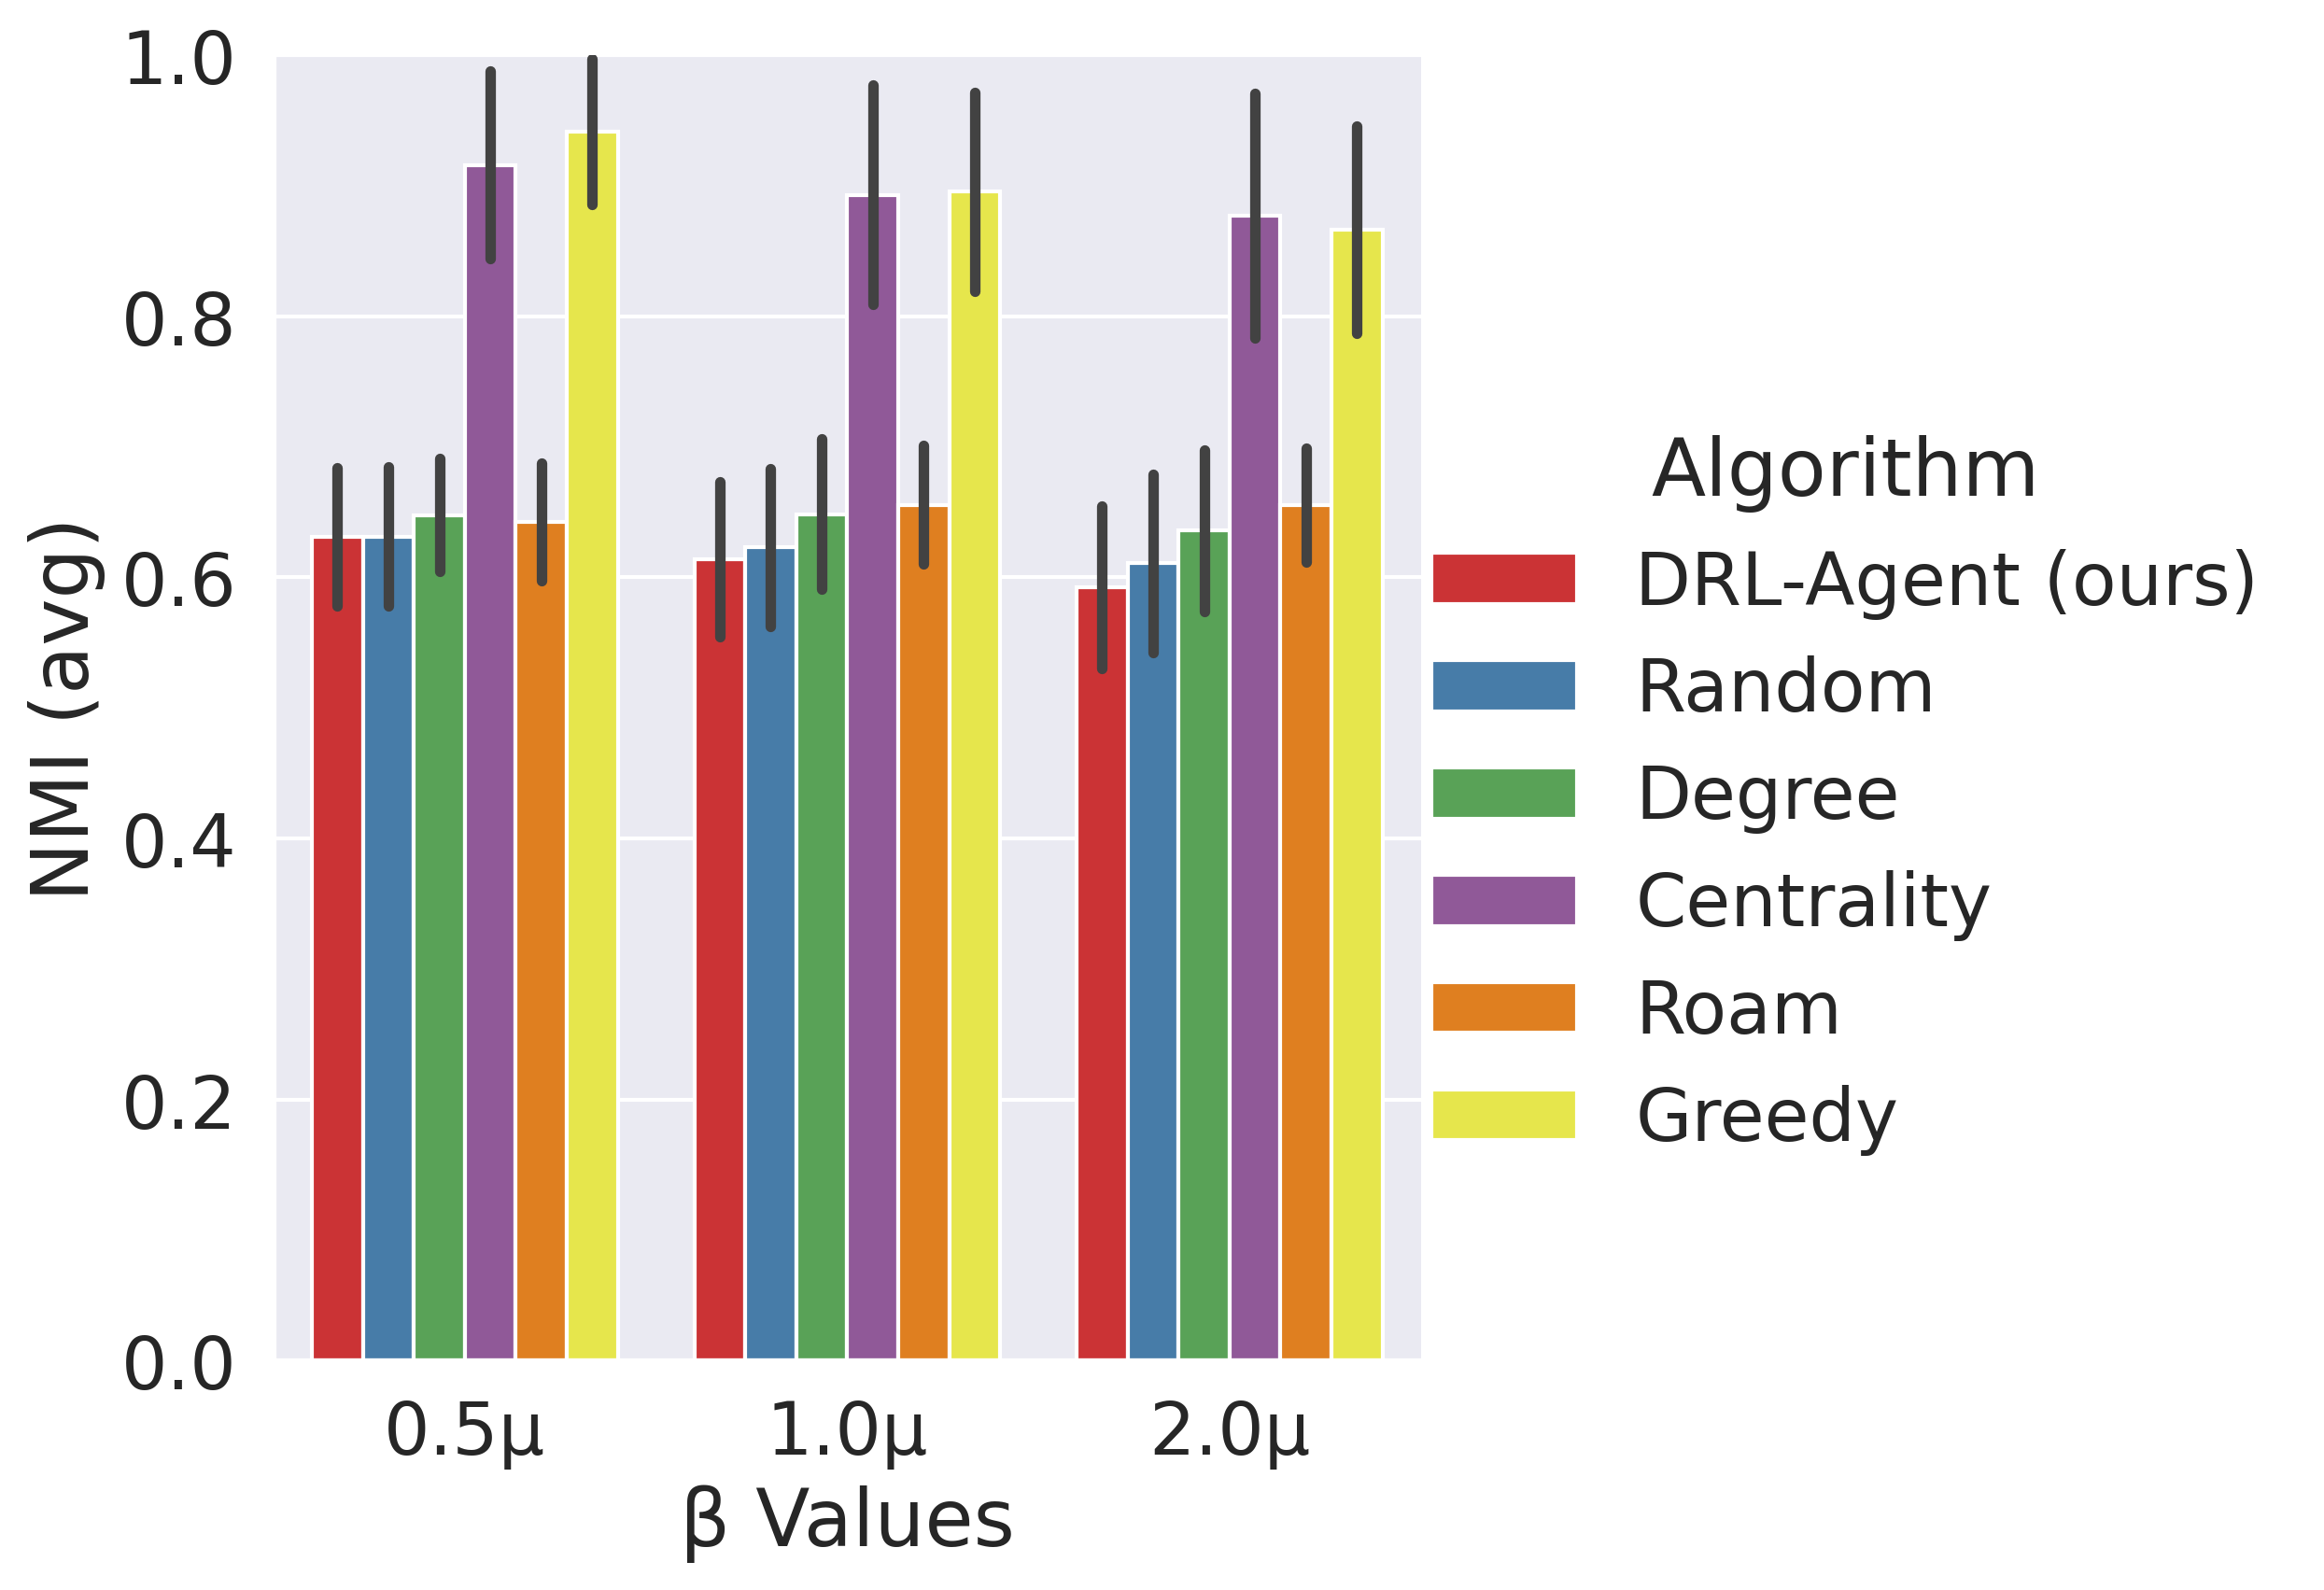 NMI (avg)
1.0
0.8
0.6
0.4
0.2
0.0
0.5μ 1.0μ 2.0μ
β Values
Algorithm
DRL-Agent (ours)
Random
Degree
Centrality
Roam
Greedy